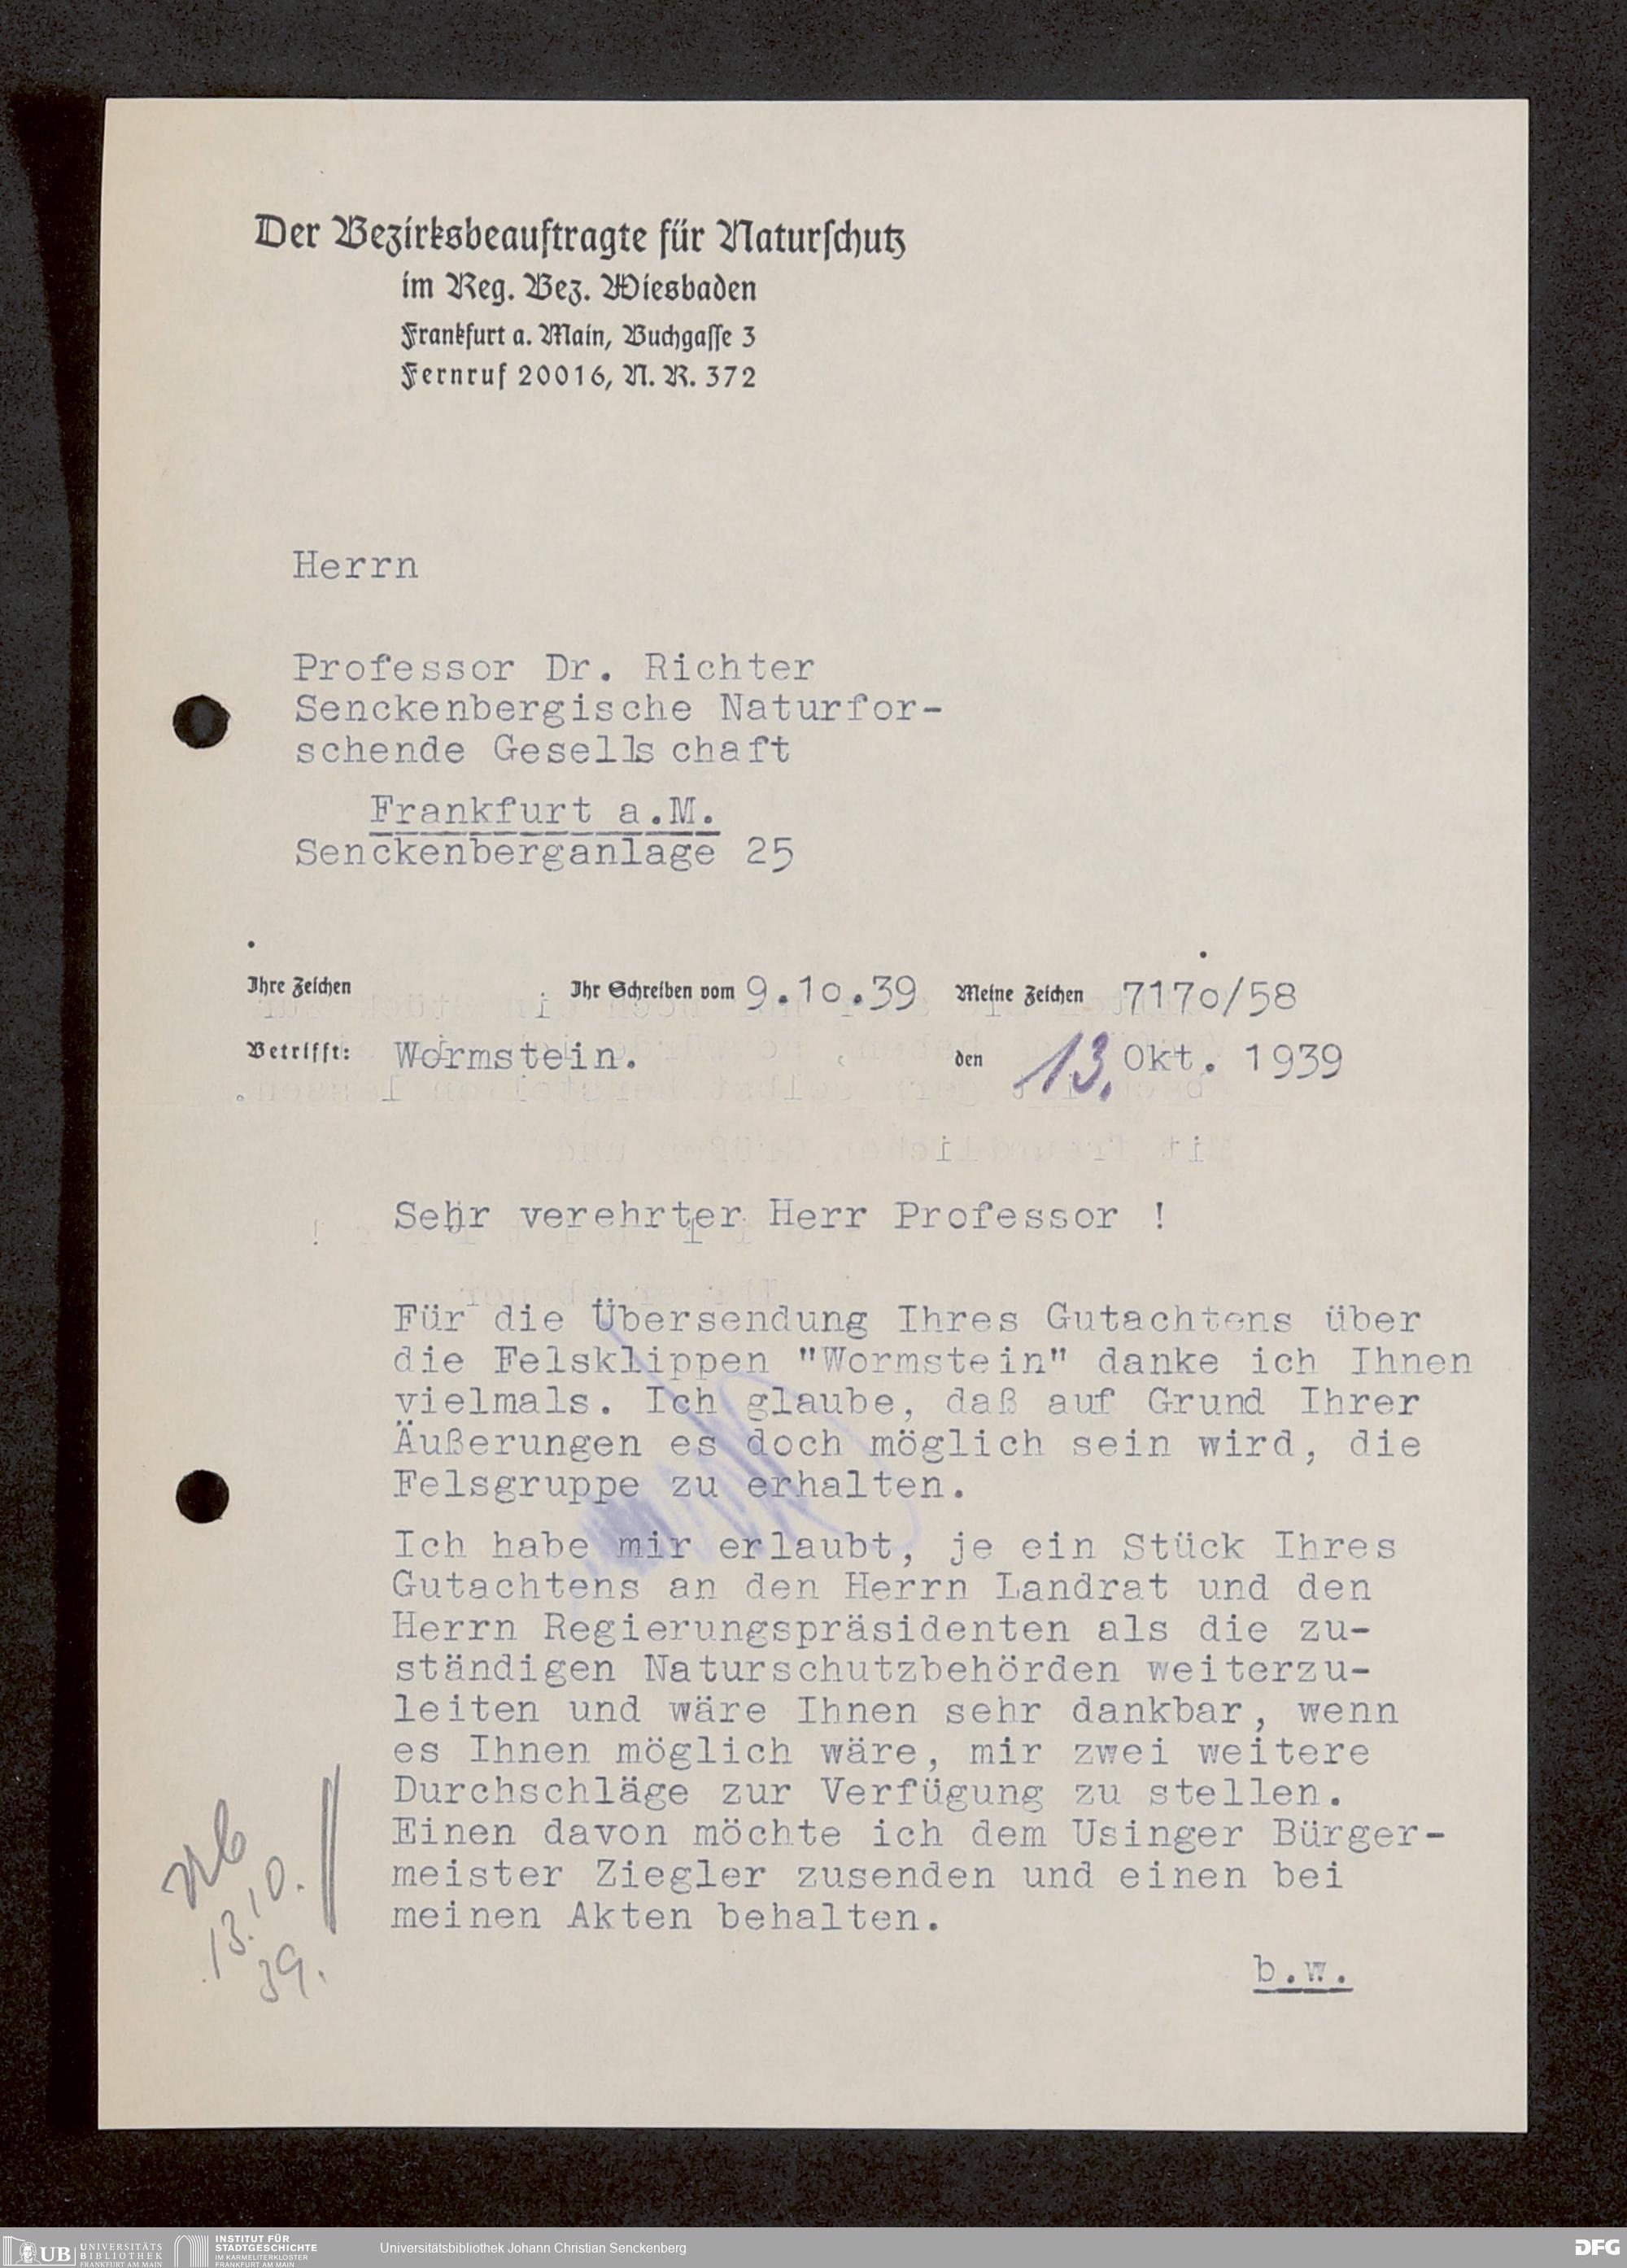 Der Bezirksbeauftragte für Naturschutz
im Reg. Bez. Wiesbaden
Frankfurt a. Main, Buchgasse 3
Fernruf 20016, N. R. 372
Herrn
Professor Dr. Richter
Senckenbergische Naturfor-
schende Gesellschaft
Frankfurt a.M.
Senckenberganlage 25
Ihre Zeichen Ihr Schreiben vom 9.1o.39 Meine Zeichen 717o/58
Betrifft: Wormstein. den 13. Okt. 1939
Sehr verehrter Herr Professor !
Für die Übersendung Ihres Gutachtens über
die Felsklippen "Wormstein" danke ich Ihnen
vielmals. Ich glaube, daß auf Grund Ihrer
Äußerungen es doch möglich sein wird, die
Felsgruppe zu erhalten.
Ich habe mir erlaubt, je ein Stück Ihres
Gutachtens an den Herrn Landrat und den
Herrn Regierungspräsidenten als die zu-
ständigen Naturschutzbehörden weiterzu-
leiten und wäre Ihnen sehr dankbar, wenn
es Ihnen möglich wäre, mir zwei weitere
Durchschläge zur Verfügung zu stellen.
Einen davon möchte ich dem Usinger Bürger-
meister Ziegler zusenden und einen bei
meinen Akten behalten.
13.10.
39.
b.w.
UB UNIVERSITÄTS
BIBLIOTHEK
FRANKFURT AM MAIN
INSTITUT FÜR
STADTGESCHICHTE
IM KARMELITERKLOSTER
FRANKFURT AM MAIN
Universitätsbibliothek Johann Christian Senckenberg
DFG